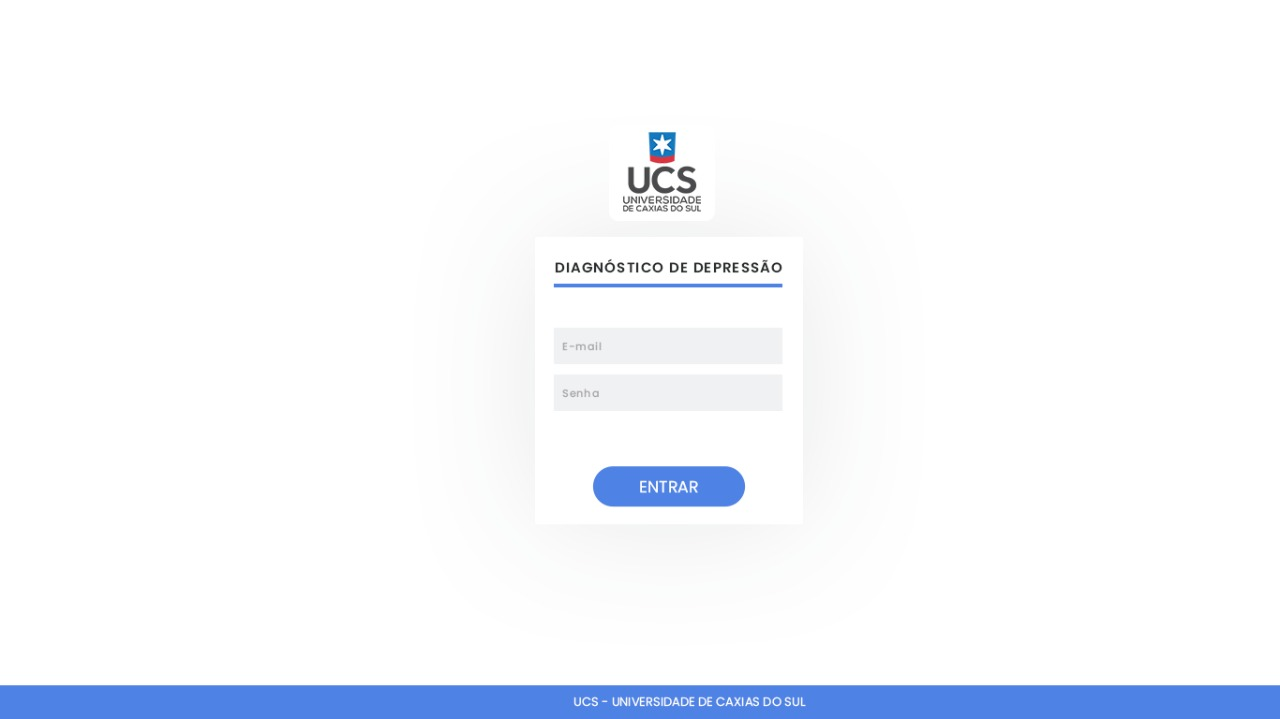 UCS
UNIVERSIDADE
DE CAXIAS DO SUL
DIAGNÓSTICO DE DEPRESSÃO
E-mail
Senha
ENTRAR
UCS - UNIVERSIDADE DE CAXIAS DO SUL